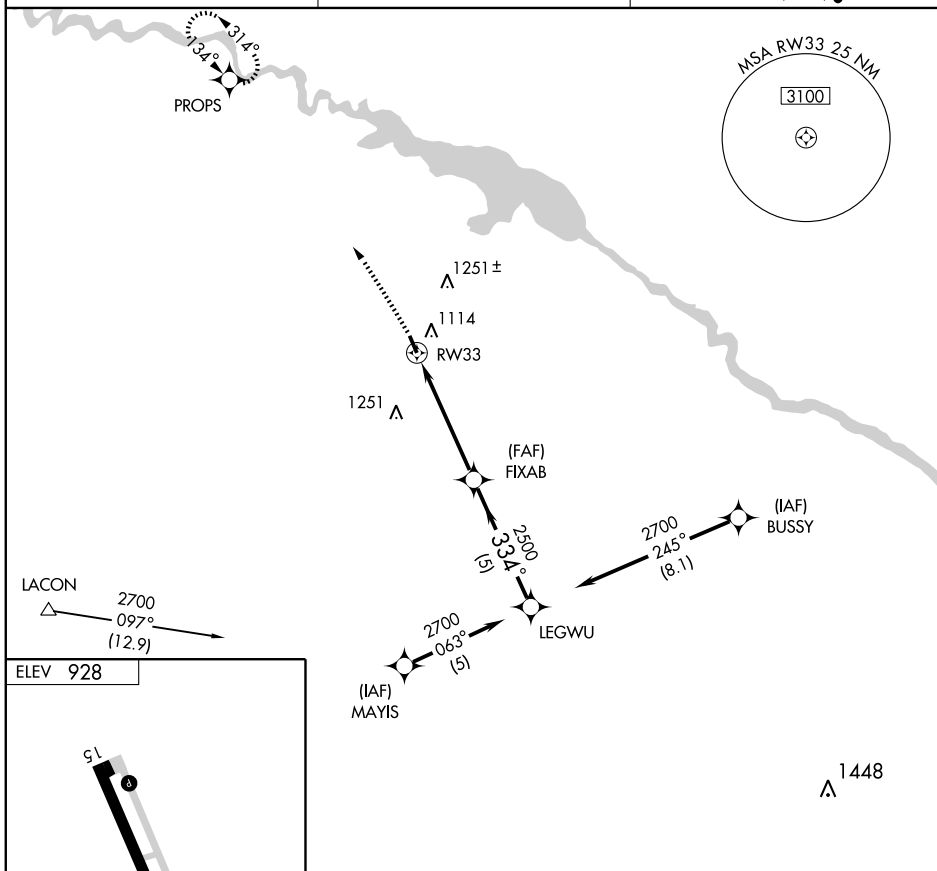 314°
134°
PROPS
MSA RW33 25 NM
3100
1251±
1114
RW33
1251
(FAF)
FIXAB
2500
334°
(5)
(IAF)
BUSSY
2700
245°
(8.1)
LACON
2700
097°
(12.9)
LEGWU
2700
063°
(5)
(IAF)
MAYIS
ELEV 928
15
P
1448